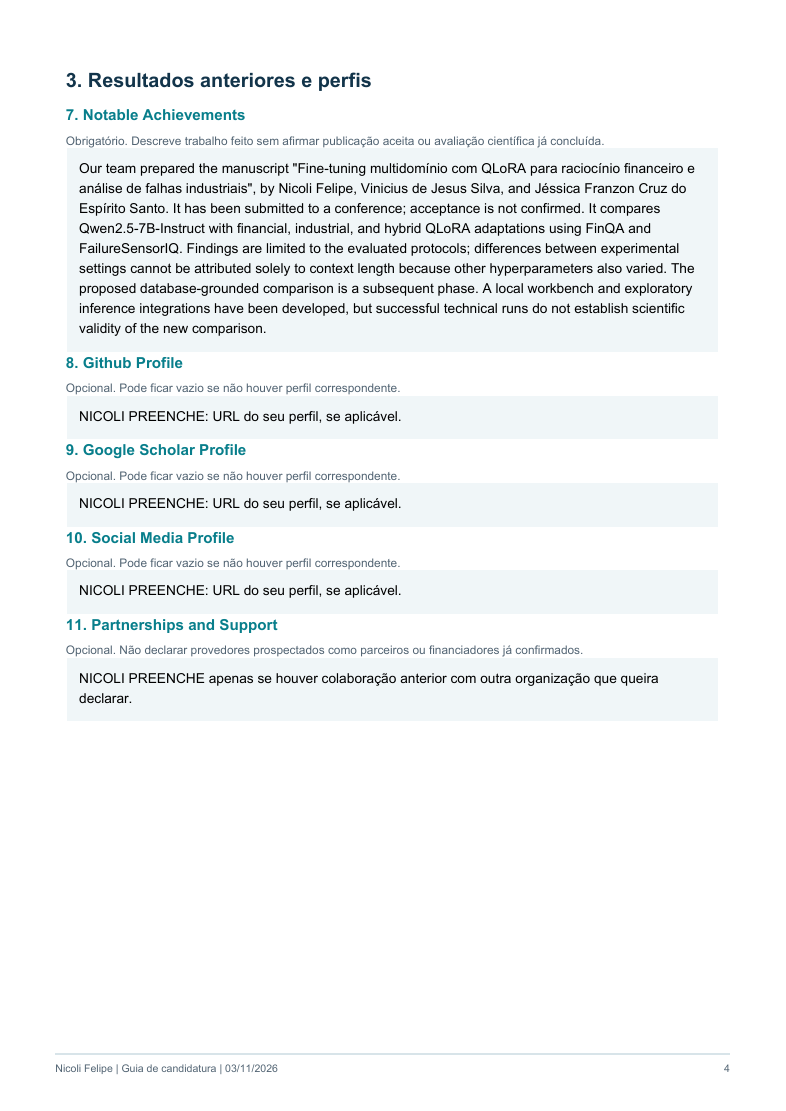 3. Resultados anteriores e perfis
7. Notable Achievements
Obrigatório. Descreve trabalho feito sem afirmar publicação aceita ou avaliação científica já concluída.
Our team prepared the manuscript "Fine-tuning multidomínio com QLoRA para raciocínio financeiro e
análise de falhas industriais", by Nicoli Felipe, Vinicius de Jesus Silva, and Jéssica Franzon Cruz do
Espírito Santo. It has been submitted to a conference; acceptance is not confirmed. It compares
Qwen2.5-7B-Instruct with financial, industrial, and hybrid QLoRA adaptations using FinQA and
FailureSensorIQ. Findings are limited to the evaluated protocols; differences between experimental
settings cannot be attributed solely to context length because other hyperparameters also varied. The
proposed database-grounded comparison is a subsequent phase. A local workbench and exploratory
inference integrations have been developed, but successful technical runs do not establish scientific
validity of the new comparison.
8. Github Profile
Opcional. Pode ficar vazio se não houver perfil correspondente.
NICOLI PREENCHE: URL do seu perfil, se aplicável.
9. Google Scholar Profile
Opcional. Pode ficar vazio se não houver perfil correspondente.
NICOLI PREENCHE: URL do seu perfil, se aplicável.
10. Social Media Profile
Opcional. Pode ficar vazio se não houver perfil correspondente.
NICOLI PREENCHE: URL do seu perfil, se aplicável.
11. Partnerships and Support
Opcional. Não declarar provedores prospectados como parceiros ou financiadores já confirmados.
NICOLI PREENCHE apenas se houver colaboração anterior com outra organização que queira
declarar.
Nicoli Felipe | Guia de candidatura | 03/11/2026
4